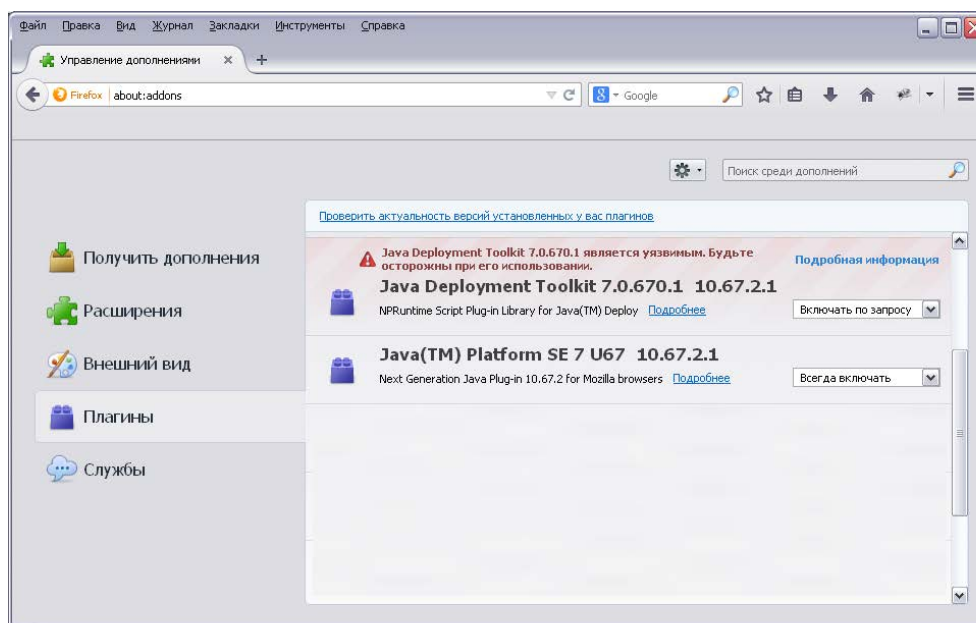 Файл Правка Вид Журнал Закладки Инструменты Справка
Управление дополнениями × +
Firefox about:addons Google
Поиск среди дополнений
Проверить актуальность версий установленных у вас плагинов
Получить дополнения
Расширения
Внешний вид
Плагины
Службы
Java Deployment Toolkit 7.0.670.1 является уязвимым. Будьте
осторожны при его использовании.
Подробная информация
Java Deployment Toolkit 7.0.670.1 10.67.2.1
NPRuntime Script Plug-in Library for Java(TM) Deploy Подробнее
Включать по запросу
Java(TM) Platform SE 7 U67 10.67.2.1
Next Generation Java Plug-in 10.67.2 for Mozilla browsers Подробнее
Всегда включать